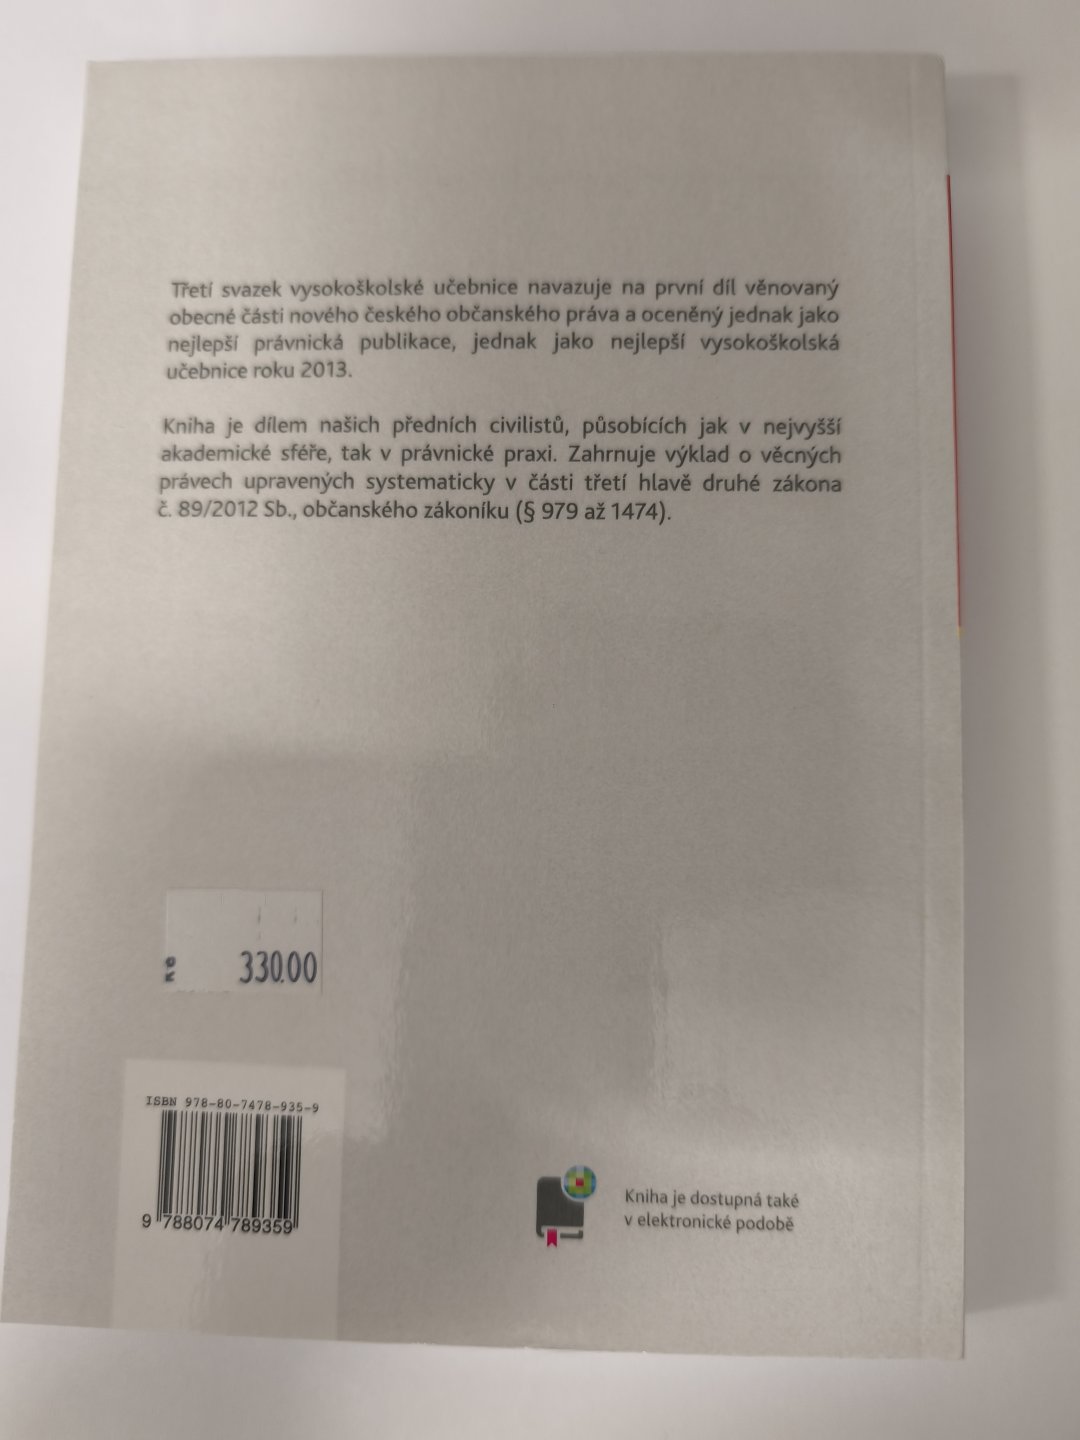 Třetí svazek vysokoškolské učebnice navazuje na první díl věnovaný
obecné části nového českého občanského práva a oceněný jednak jako
nejlepší právnická publikace, jednak jako nejlepší vysokoškolská
učebnice roku 2013.
Kniha je dílem našich předních civilistů, působících jak v nejvyšší
akademické sféře, tak v právnické praxi. Zahrnuje výklad o věcných
právech upravených systematicky v části třetí hlavě druhé zákona
č. 89/2012 Sb., občanského zákoníku (§ 979 až 1474).
Kč 330.00
ISBN 978-80-7478-935-9
9 788074 789359
Kniha je dostupná také
v elektronické podobě